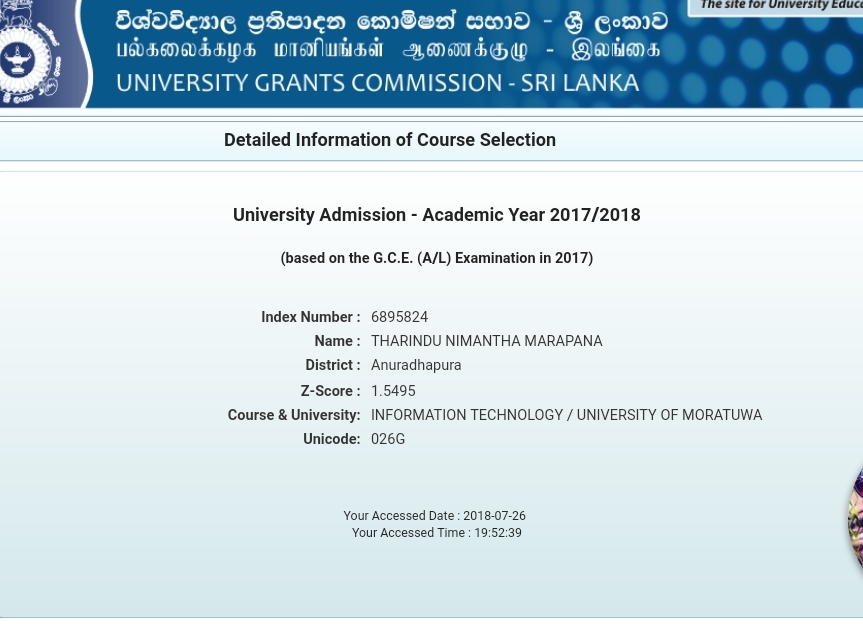 The site for University Educ
විශ්වවිද්‍යාල ප්‍රතිපාදන කොමිෂන් සභාව - ශ්‍රී ලංකාව
பல்கலைக்கழக மானியங்கள் ஆணைக்குழு - இலங்கை
UNIVERSITY GRANTS COMMISSION - SRI LANKA
Detailed Information of Course Selection
University Admission - Academic Year 2017/2018
(based on the G.C.E. (A/L) Examination in 2017)
Index Number : 6895824
Name : THARINDU NIMANTHA MARAPANA
District : Anuradhapura
Z-Score : 1.5495
Course & University: INFORMATION TECHNOLOGY / UNIVERSITY OF MORATUWA
Unicode: 026G
Your Accessed Date : 2018-07-26
Your Accessed Time : 19:52:39